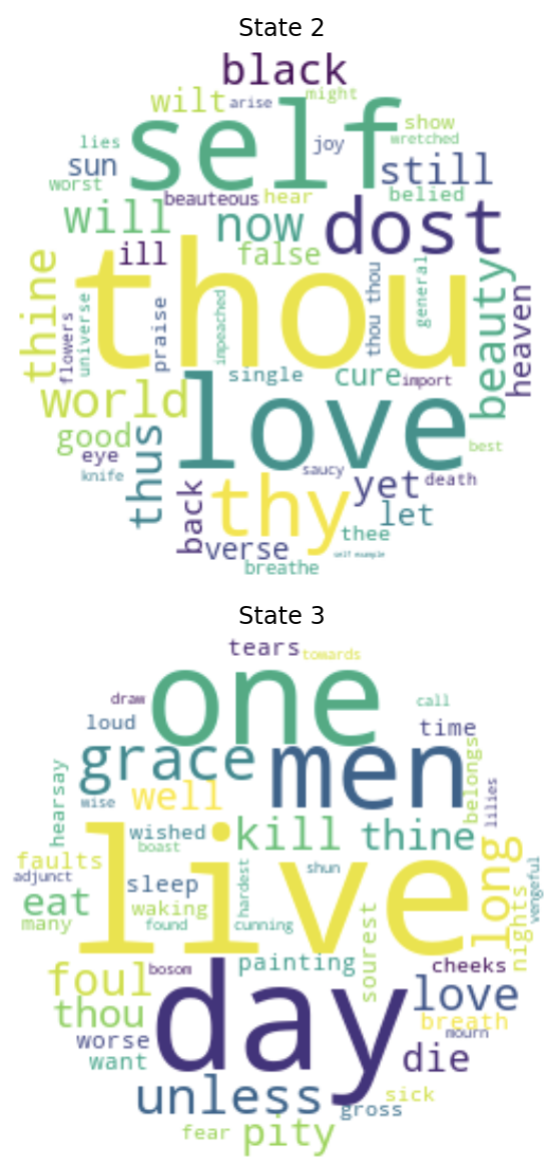 State 2
black
wilt arise might
self
lies joy show
wretched
sun still
worst beauteous hear belied
will now dost
ill false
thou
thine flowers universe praise impeached thou thou general beauty heaven
single cure import
world love
good best
eye saucy yet death
knife thus back thy let
verse thee
self example
breathe
State 3
tears towards
one
draw call
loud time
grace men
hearsay wise well belongs lilies
wished kill thine
boast
live
faults shun long
adjunct sleep hardest nights vengeful
eat waking
many found cunning sourest
painting cheeks
foul bosom day love
thou breath
worse mourn
want die
unless sick
gross
fear pity